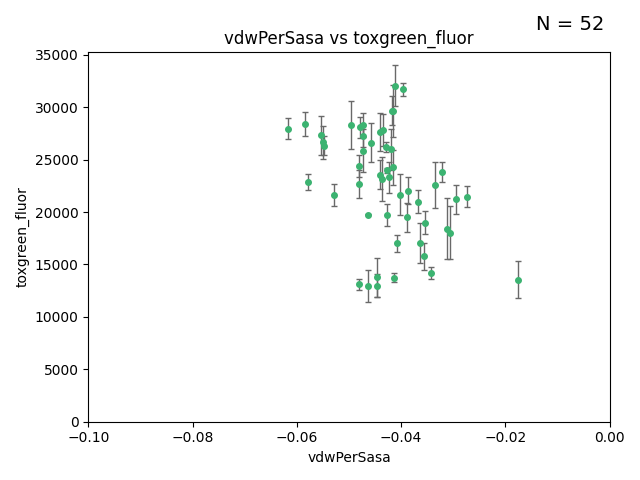 N = 52
vdwPerSasa vs toxgreen_fluor
35000
30000
25000
20000
15000
10000
5000
0
toxgreen_fluor
−0.10 −0.08 −0.06 −0.04 −0.02 0.00
vdwPerSasa